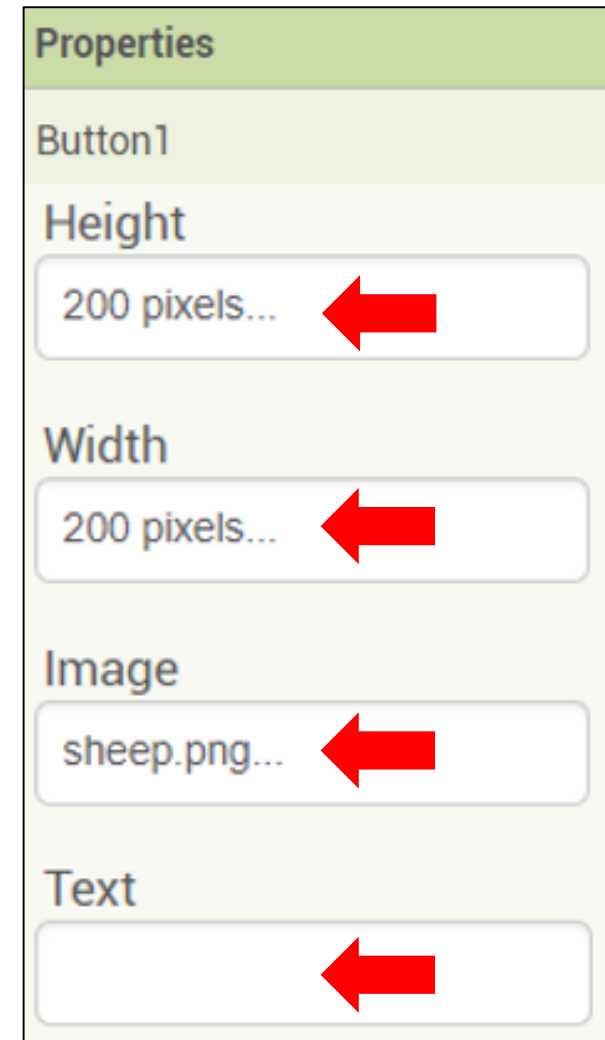 Properties
Button1
Height
200 pixels...
Width
200 pixels...
Image
sheep.png...
Text